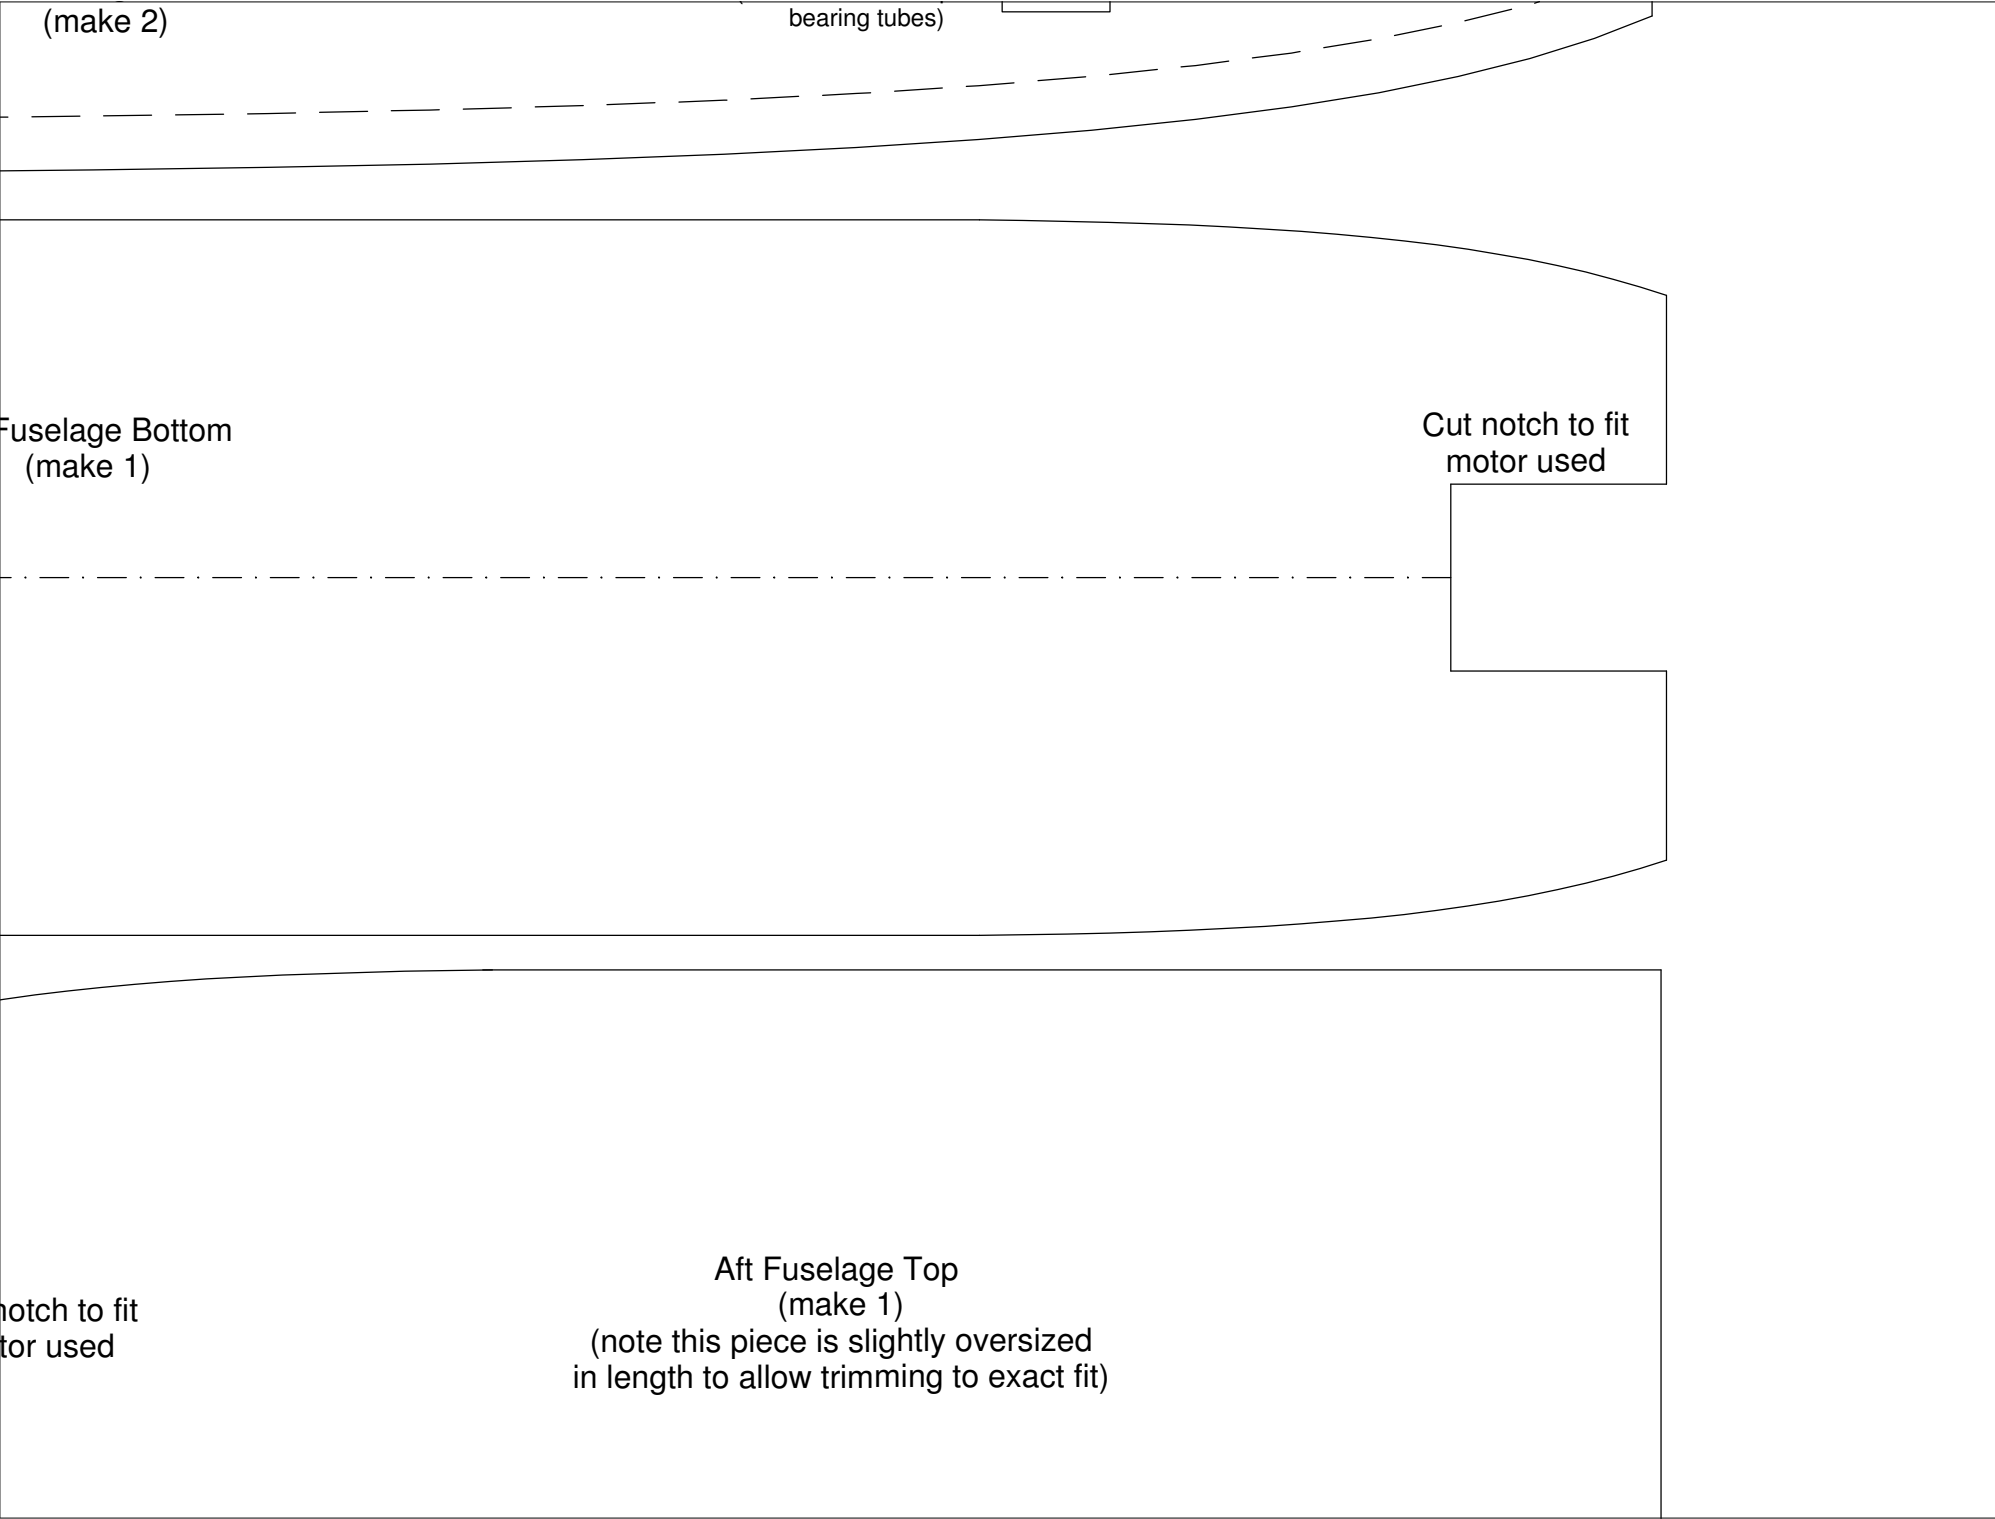 (make 2)
bearing tubes)
Fuselage Bottom
(make 1)
Cut notch to fit
motor used
Aft Fuselage Top
(make 1)
(note this piece is slightly oversized
in length to allow trimming to exact fit)
notch to fit
tor used